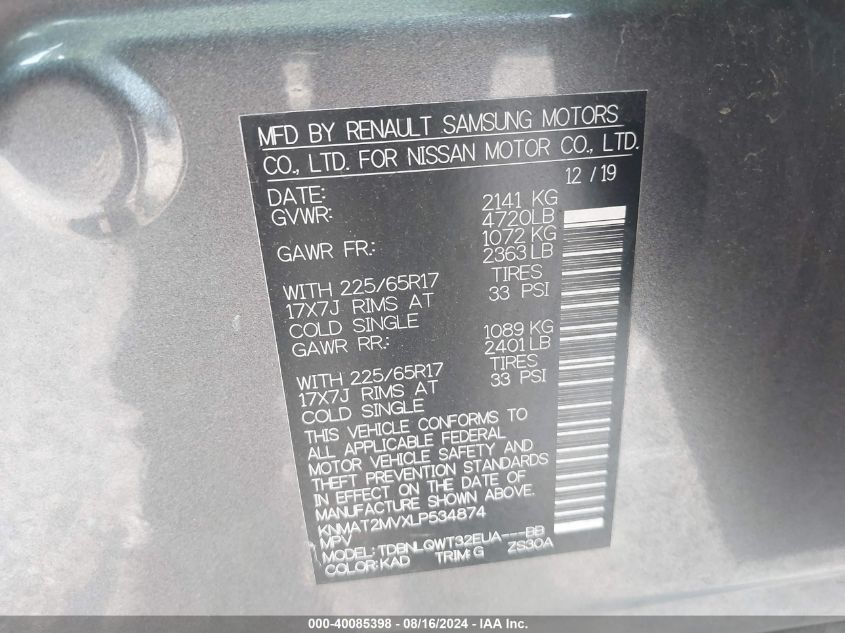 MFD BY RENAULT SAMSUNG MOTORS
CO., LTD. FOR NISSAN MOTOR CO., LTD.
DATE: 12 / 19
GVWR: 2141 KG
4720LB
GAWR FR: 1072 KG
2363 LB
WITH 225/65R17 TIRES
17X7J RIMS AT 33 PSI
COLD SINGLE
GAWR RR: 1089 KG
2401 LB
WITH 225/65R17 TIRES
17X7J RIMS AT 33 PSI
COLD SINGLE
THIS VEHICLE CONFORMS TO
ALL APPLICABLE FEDERAL
MOTOR VEHICLE SAFETY AND
THEFT PREVENTION STANDARDS
IN EFFECT ON THE DATE OF
MANUFACTURE SHOWN ABOVE.
KNMAT2MVXLP534874
MPV
MODEL: TDBNLQWT32EUA---BB
COLOR: KAD TRIM: G ZS30A
000-40085398 - 08/16/2024 - IAA Inc.